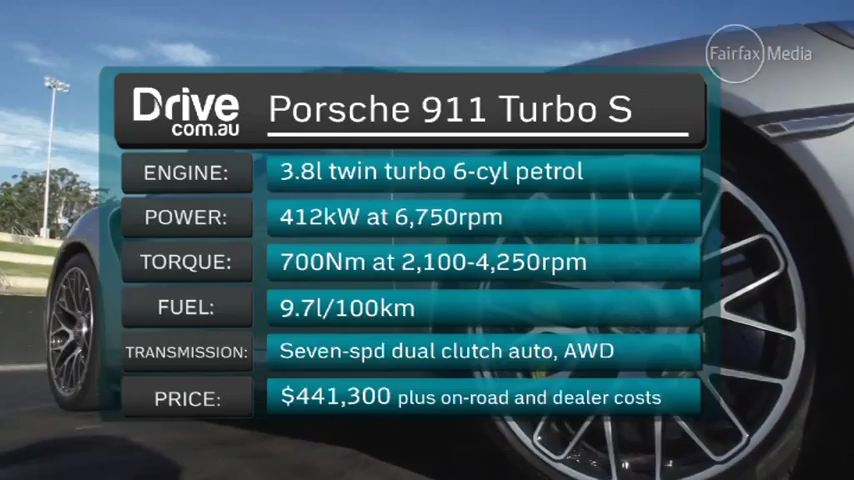 Fairfax Media
Drive
.com.au
Porsche 911 Turbo S
ENGINE: 3.8l twin turbo 6-cyl petrol
POWER: 412kW at 6,750rpm
TORQUE: 700Nm at 2,100-4,250rpm
FUEL: 9.7l/100km
TRANSMISSION: Seven-spd dual clutch auto, AWD
PRICE: $441,300 plus on-road and dealer costs